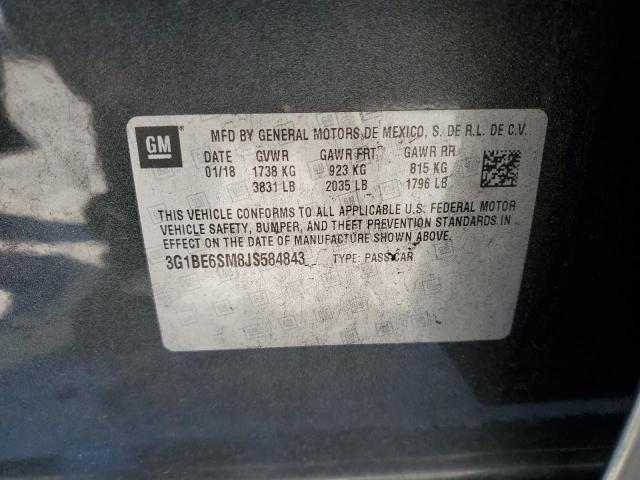 GM
MFD BY GENERAL MOTORS DE MEXICO, S. DE R.L. DE C.V.
DATE GVWR GAWR FRT GAWR RR
01/18 1738 KG 923 KG 815 KG
3831 LB 2035 LB 1796 LB
THIS VEHICLE CONFORMS TO ALL APPLICABLE U.S. FEDERAL MOTOR
VEHICLE SAFETY, BUMPER, AND THEFT PREVENTION STANDARDS IN
EFFECT ON THE DATE OF MANUFACTURE SHOWN ABOVE.
3G1BE6SM8JS584843 TYPE: PASS CAR